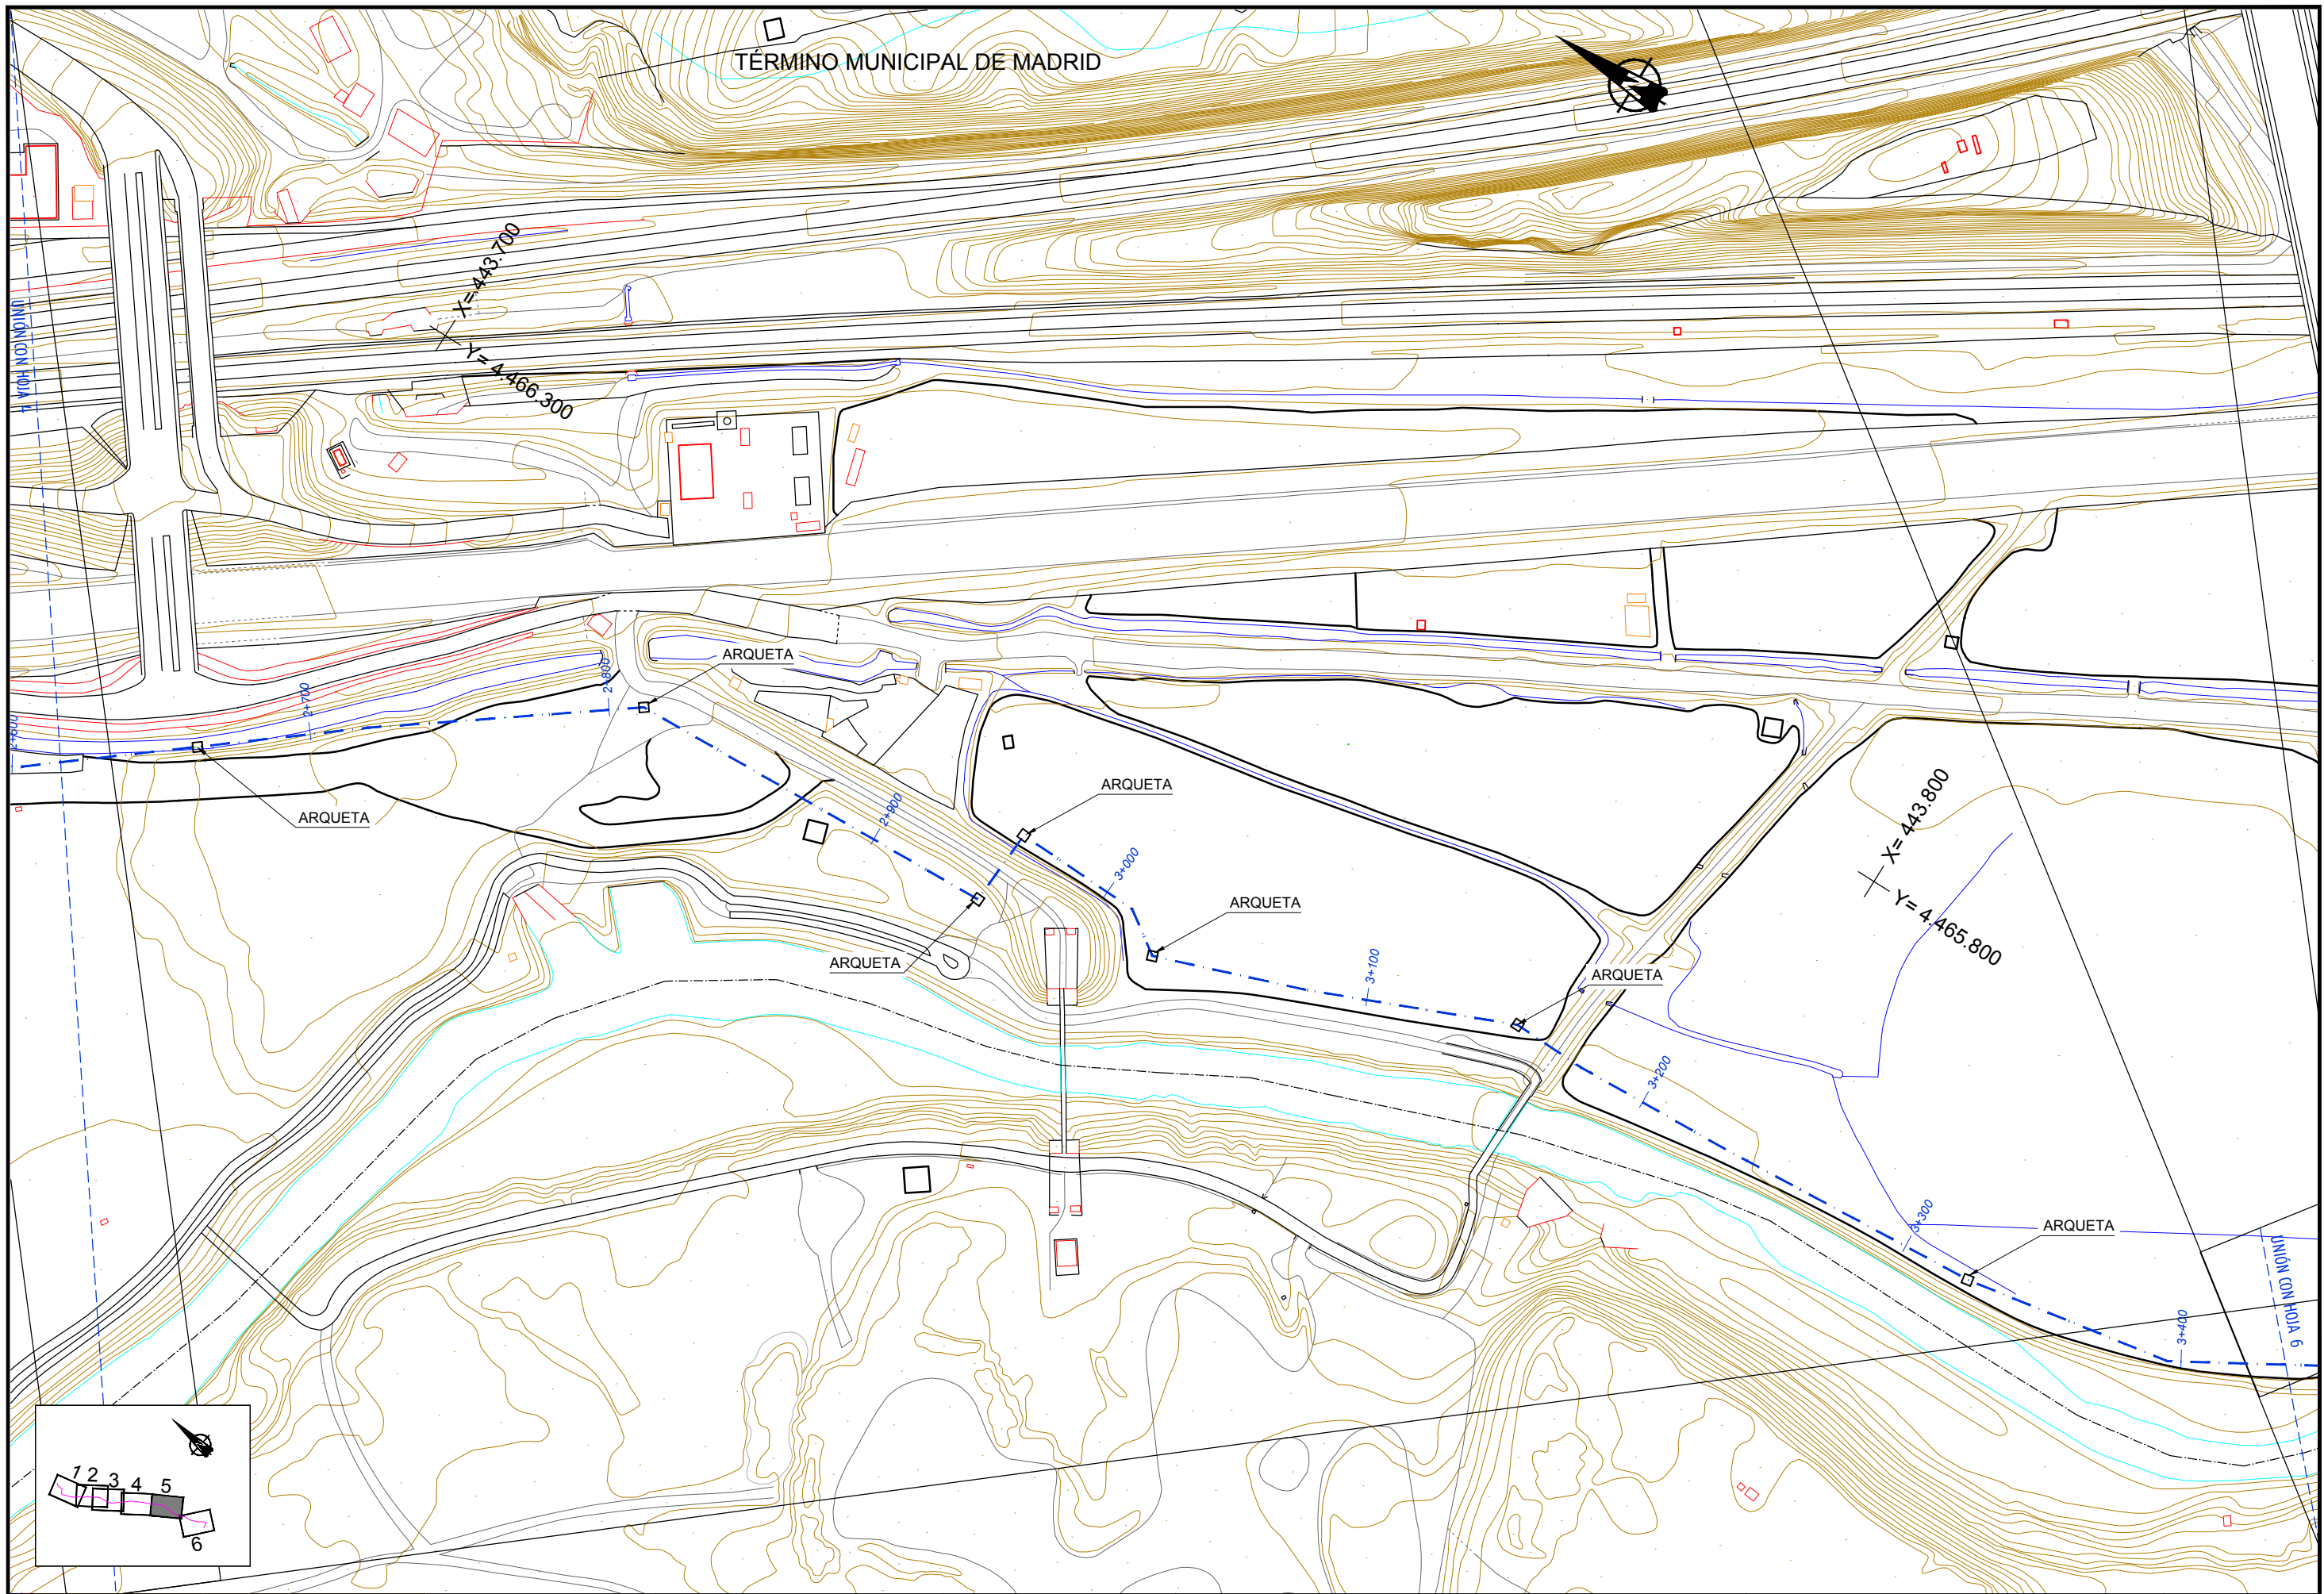 TÉRMINO MUNICIPAL DE MADRID
X= 443.700
Y= 4.466.300
UNIÓN CON HOJA 4
2+600
2+700
2+800
ARQUETA
ARQUETA
2+900
ARQUETA
3+000
ARQUETA
ARQUETA
3+100
ARQUETA
X= 443.800
Y= 4.465.800
3+200
3+300
ARQUETA
3+400
UNIÓN CON HOJA 6
1
2
3
4
5
6